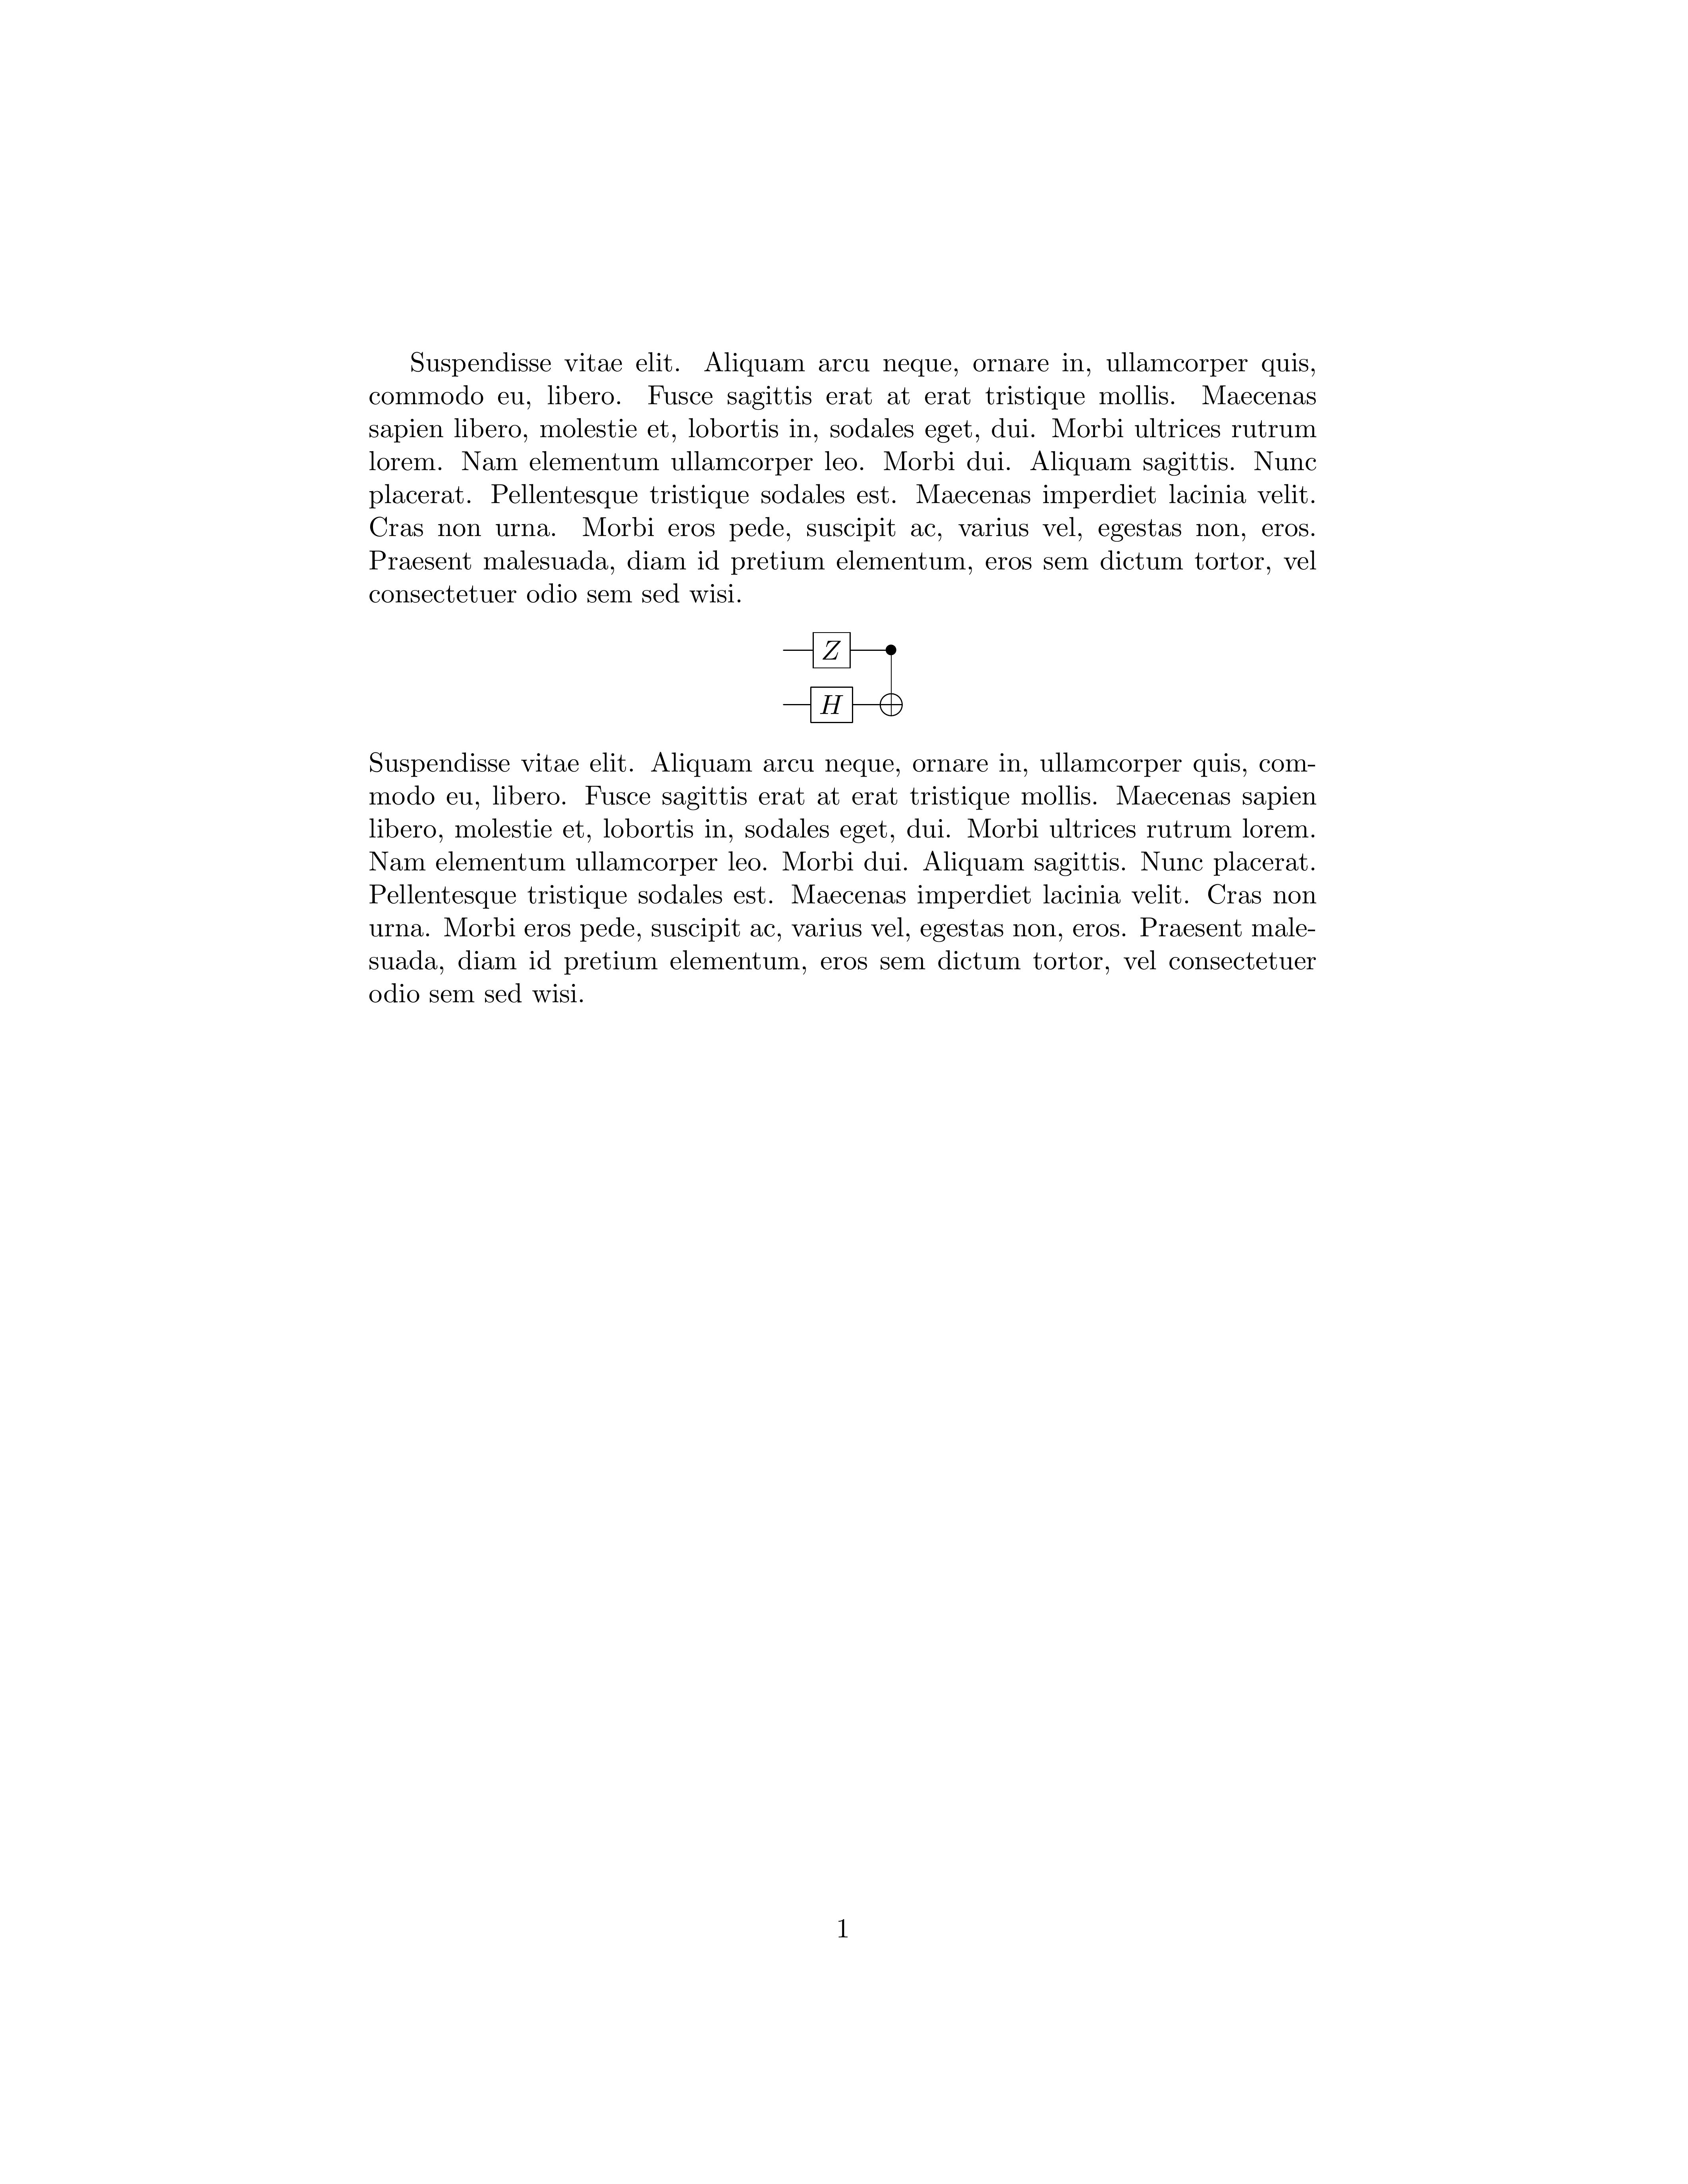 Suspendisse vitae elit. Aliquam arcu neque, ornare in, ullamcorper quis,
commodo eu, libero. Fusce sagittis erat at erat tristique mollis. Maecenas
sapien libero, molestie et, lobortis in, sodales eget, dui. Morbi ultrices rutrum
lorem. Nam elementum ullamcorper leo. Morbi dui. Aliquam sagittis. Nunc
placerat. Pellentesque tristique sodales est. Maecenas imperdiet lacinia velit.
Cras non urna. Morbi eros pede, suscipit ac, varius vel, egestas non, eros.
Praesent malesuada, diam id pretium elementum, eros sem dictum tortor, vel
consectetuer odio sem sed wisi.
Z
H
Suspendisse vitae elit. Aliquam arcu neque, ornare in, ullamcorper quis, com-
modo eu, libero. Fusce sagittis erat at erat tristique mollis. Maecenas sapien
libero, molestie et, lobortis in, sodales eget, dui. Morbi ultrices rutrum lorem.
Nam elementum ullamcorper leo. Morbi dui. Aliquam sagittis. Nunc placerat.
Pellentesque tristique sodales est. Maecenas imperdiet lacinia velit. Cras non
urna. Morbi eros pede, suscipit ac, varius vel, egestas non, eros. Praesent male-
suada, diam id pretium elementum, eros sem dictum tortor, vel consectetuer
odio sem sed wisi.
1